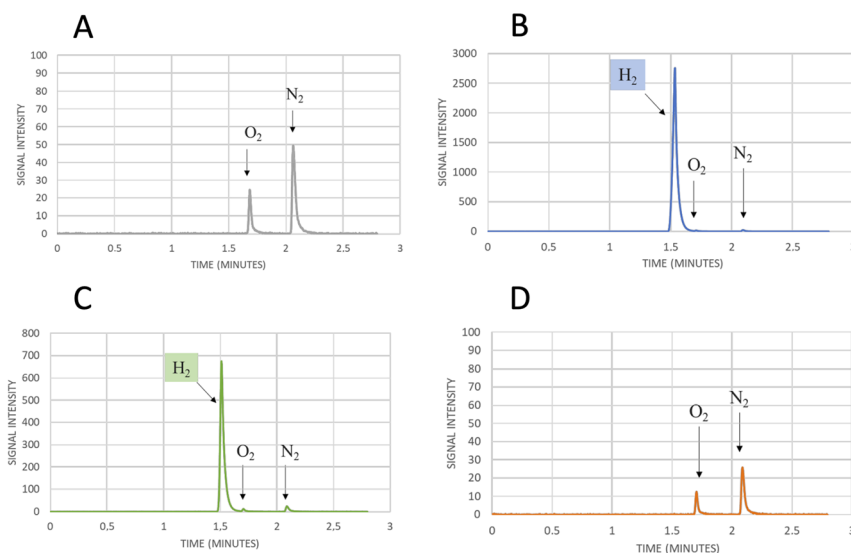 A
100
90
80
70
60
50
40
30
20
10
0
SIGNAL INTENSITY
O2
N2
0 0.5 1 1.5 2 2.5 3
TIME (MINUTES)
B
3000
2500
2000
1500
1000
500
0
SIGNAL INTENSITY
H2
O2
N2
0 0.5 1 1.5 2 2.5 3
TIME (MINUTES)
C
800
700
600
500
400
300
200
100
0
SIGNAL INTENSITY
H2
O2
N2
0 0.5 1 1.5 2 2.5 3
TIME (MINUTES)
D
100
90
80
70
60
50
40
30
20
10
0
SIGNAL INTENSITY
O2
N2
0 0.5 1 1.5 2 2.5 3
TIME (MINUTES)